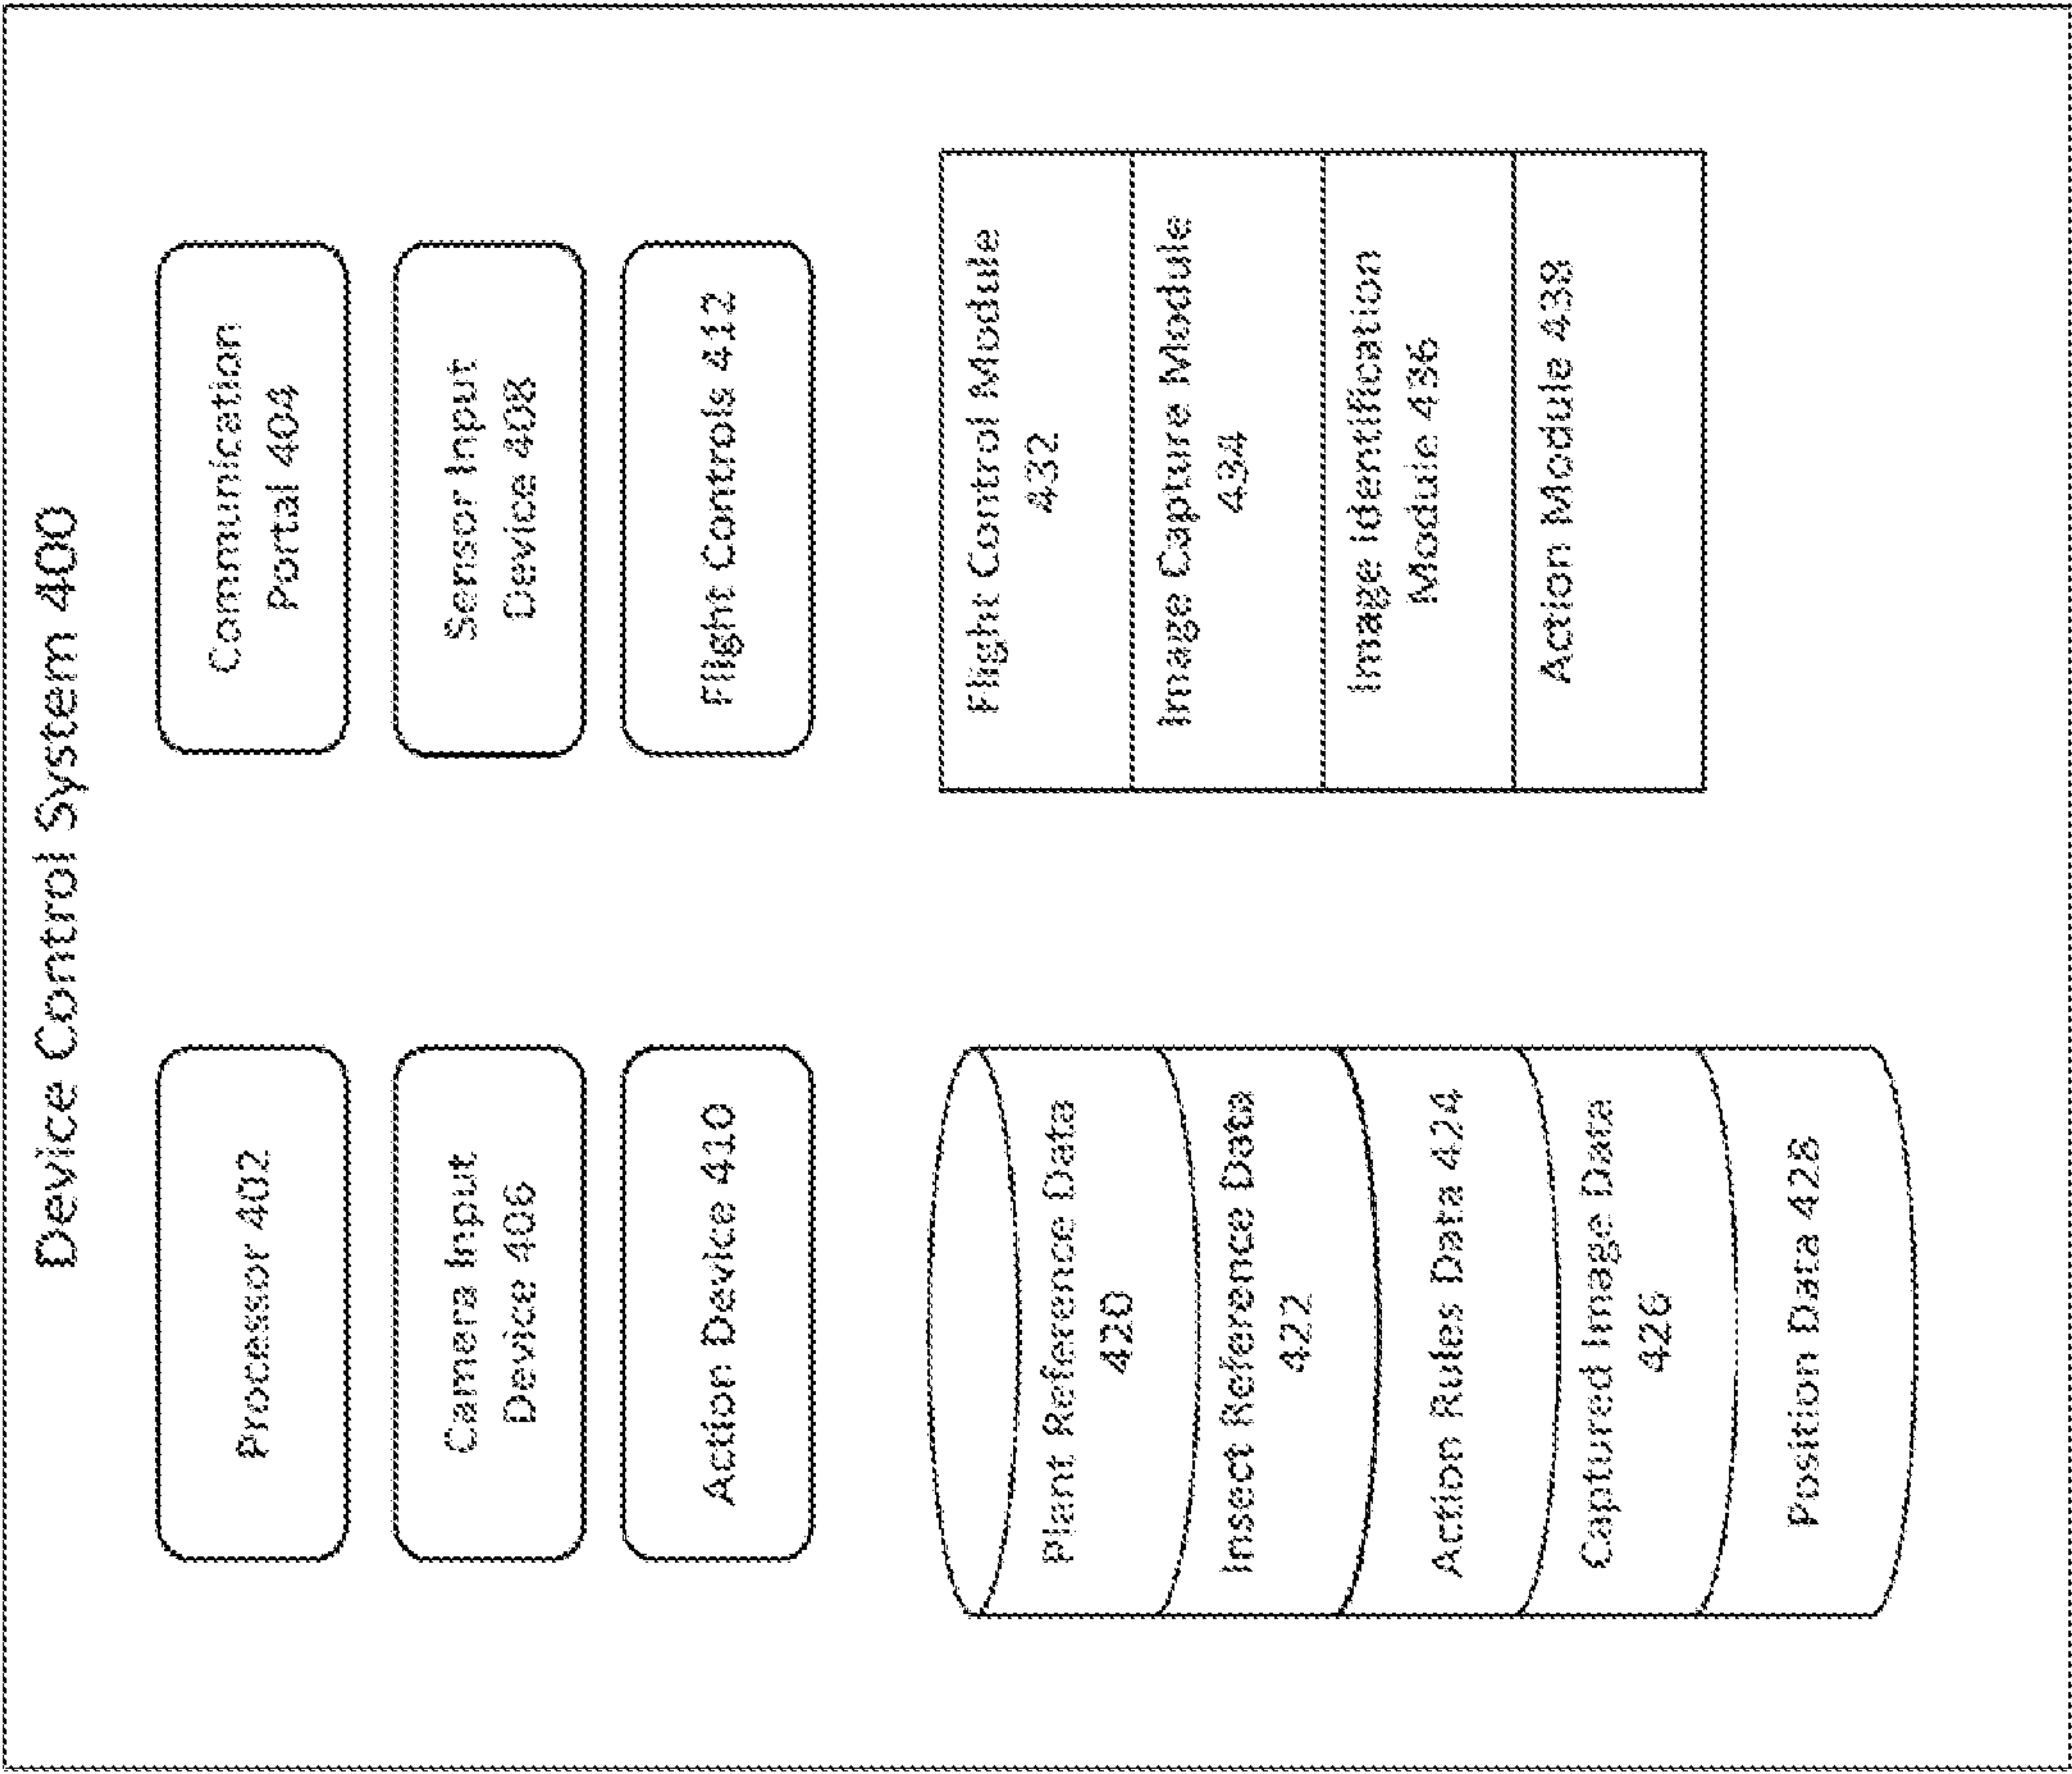 Device Control System 400
Processor 402
Communication
Portal 404
Camera Input
Device 406
Sensor Input
Device 408
Action Device 410
Flight Controls 412
Plant Reference Data
420
Insect Reference Data
422
Action Rules Data 424
Captured Image Data
426
Position Data 428
Flight Control Module
432
Image Capture Module
434
Image Identification
Module 436
Action Module 438